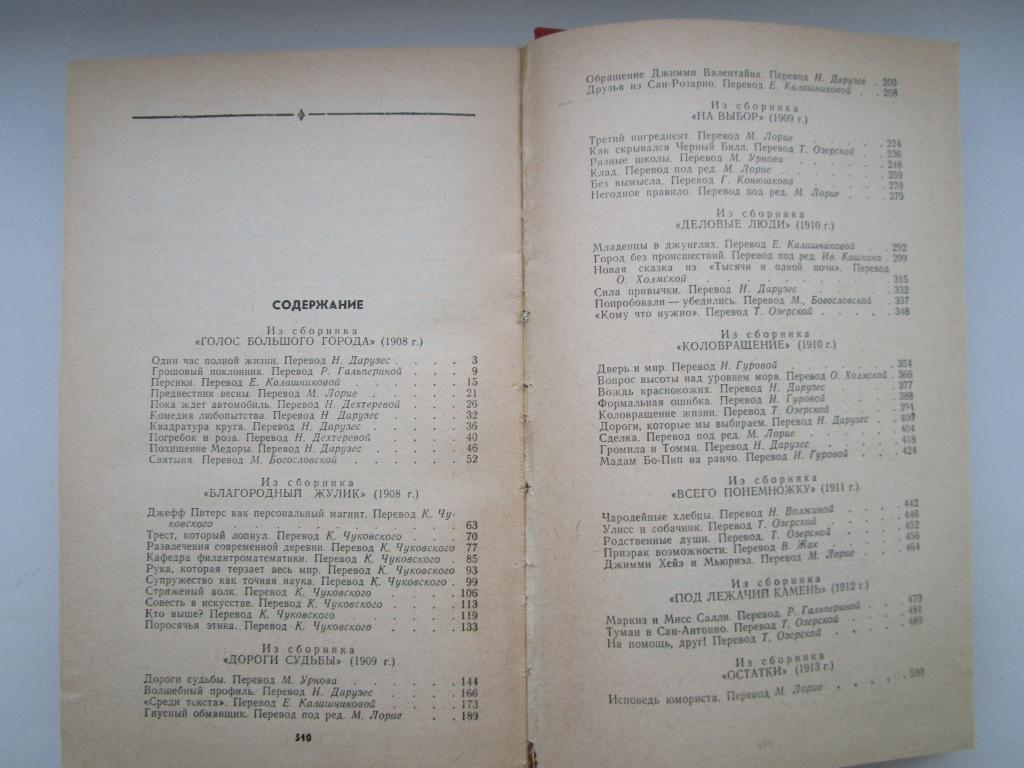 СОДЕРЖАНИЕ
Из сборника
«ГОЛОС БОЛЬШОГО ГОРОДА» (1908 г.)
Один час полной жизни. Перевод Н. Дарузес . . . . 3
Грошовый поклонник. Перевод Р. Гальпериной . . . 9
Персики. Перевод Е. Калашниковой . . . . . . 15
Предвестник весны. Перевод М. Лорие . . . . . 21
Пока ждет автомобиль. Перевод Н. Дехтеревой . . . 26
Комедия любопытства. Перевод Н. Дарузес . . . . 32
Квадратура круга. Перевод Н. Дарузес . . . . . 36
Погребок и роза. Перевод Н. Дехтеревой . . . . 40
Похищение Медоры. Перевод Н. Дарузес . . . . . 46
Святыня. Перевод М. Богословской . . . . . . 52
Из сборника
«БЛАГОРОДНЫЙ ЖУЛИК» (1908 г.)
Джефф Питерс как персональный магнит. Перевод К. Чу-
ковского . . . . . . . . . . . . 63
Трест, который лопнул. Перевод К. Чуковского . . . 70
Развлечения современной деревни. Перевод К. Чуковского 77
Кафедра филантроматематики. Перевод К. Чуковского . 85
Рука, которая терзает весь мир. Перевод К. Чуковского 93
Супружество как точная наука. Перевод К. Чуковского . 99
Стриженый волк. Перевод К. Чуковского . . . . 106
Совесть в искусстве. Перевод К. Чуковского . . . . 113
Кто выше? Перевод К. Чуковского . . . . . . 119
Поросячья этика. Перевод К. Чуковского . . . . 133
Из сборника
«ДОРОГИ СУДЬБЫ» (1909 г.)
Дороги судьбы. Перевод М. Урнова . . . . . . 144
Волшебный профиль. Перевод Н. Дарузес . . . . 166
«Среди текста». Перевод Е. Калашниковой . . . . 173
Гнусный обманщик. Перевод под ред. М. Лорие . . . 189
510
Обращение Джимми Валентайна. Перевод Н. Дарузес . 200
Друзья из Сан-Розарио. Перевод Е. Калашниковой . . 208
Из сборника
«НА ВЫБОР» (1909 г.)
Третий ингредиент. Перевод М. Лорие . . . . . 224
Как скрывался Черный Билл. Перевод Т. Озерской . . 236
Разные школы. Перевод М. Урнова . . . . . . 248
Клад. Перевод под ред. М. Лорие . . . . . . 259
Без вымысла. Перевод Г. Конюшкова . . . . . 270
Негодное правило. Перевод под ред. М. Лорие . . . 279
Из сборника
«ДЕЛОВЫЕ ЛЮДИ» (1910 г.)
Младенцы в джунглях. Перевод Е. Калашниковой . . 292
Город без происшествий. Перевод под ред. Ив. Кашкина . 299
Новая сказка из «Тысячи и одной ночи». Перевод
О. Холмской . . . . . . . . . . . 315
Сила привычки. Перевод Н. Дарузес . . . . . 332
Попробовали — убедились. Перевод М. Богословской . 337
«Кому что нужно». Перевод Т. Озерской . . . . 348
Из сборника
«КОЛОВРАЩЕНИЕ» (1910 г.)
Дверь и мир. Перевод И. Гуровой . . . . . . 354
Вопрос высоты над уровнем моря. Перевод О. Холмской . 366
Вождь краснокожих. Перевод Н. Дарузес . . . . 377
Формальная ошибка. Перевод И. Гуровой . . . . 388
Коловращение жизни. Перевод Т. Озерской . . . . 394
Дороги, которые мы выбираем. Перевод Н. Дарузес . . 400
Сделка. Перевод под ред. М. Лорие . . . . . 404
Громила и Томми. Перевод Н. Дарузес . . . . . 418
Мадам Бо-Пип на ранчо. Перевод И. Гуровой . . . 424
Из сборника
«ВСЕГО ПОНЕМНОЖКУ» (1911 г.)
Чародейные хлебцы. Перевод Н. Волжиной . . . . 442
Улисс и собачник. Перевод Т. Озерской . . . . . 446
Родственные души. Перевод. Т. Озерской . . . . 452
Призрак возможности. Перевод В. Жак . . . . . 456
Джимми Хейз и Мьюриэл. Перевод М. Лорие . . . 464
Из сборника
«ПОД ЛЕЖАЧИЙ КАМЕНЬ» (1912 г.)
Маркиз и Мисс Салли. Перевод. Р. Гальпериной . . . 470
Туман в Сан-Антонио. Перевод Т. Озерской . . . . 481
На помощь, друг! Перевод Т. Озерской . . . . . 489
Из сборника
«ОСТАТКИ» (1913 г.)
Исповедь юмориста. Перевод М. Лорие . . . . . 500